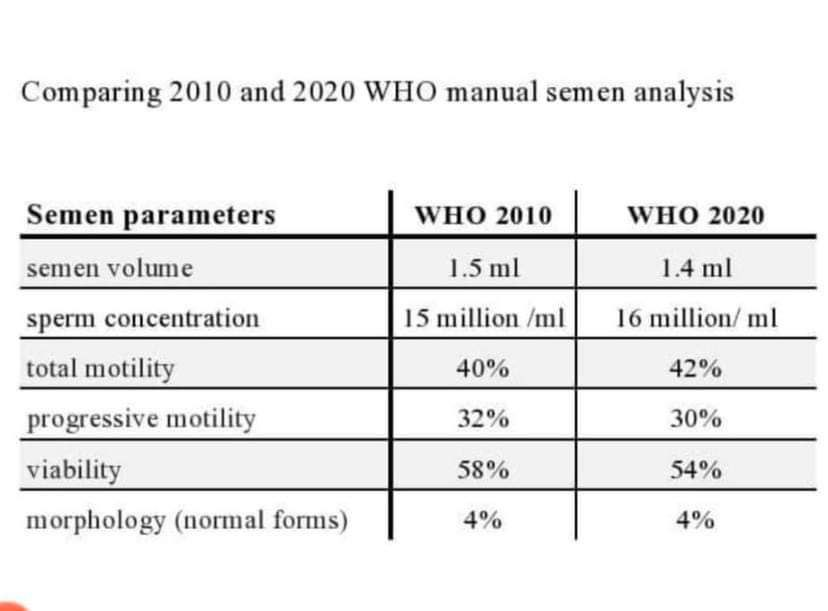 Comparing 2010 and 2020 WHO manual semen analysis
Semen parameters WHO 2010 WHO 2020
semen volume 1.5 ml 1.4 ml
sperm concentration 15 million /ml 16 million/ ml
total motility 40% 42%
progressive motility 32% 30%
viability 58% 54%
morphology (normal forms) 4% 4%